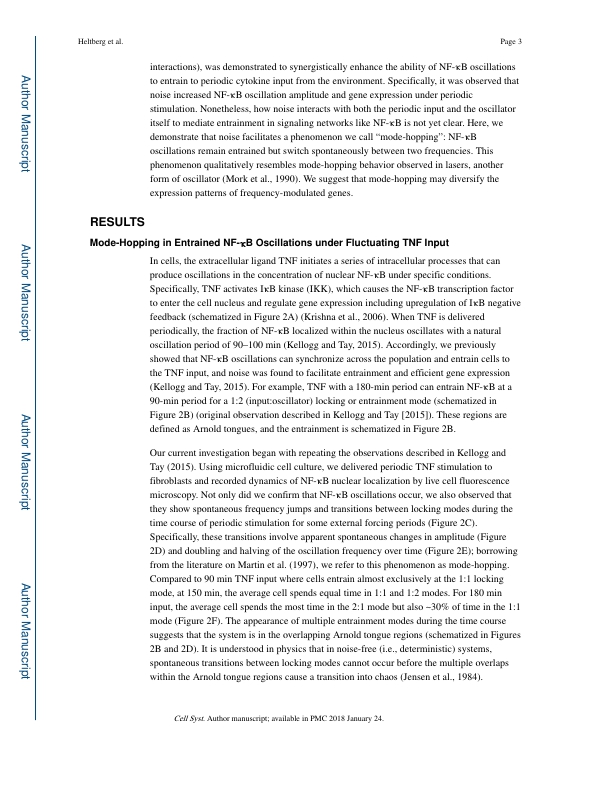 Heltberg et al.
Page 3
interactions), was demonstrated to synergistically enhance the ability of NF-κB oscillations
to entrain to periodic cytokine input from the environment. Specifically, it was observed that
noise increased NF-κB oscillation amplitude and gene expression under periodic
stimulation. Nonetheless, how noise interacts with both the periodic input and the oscillator
itself to mediate entrainment in signaling networks like NF-κB is not yet clear. Here, we
demonstrate that noise facilitates a phenomenon we call “mode-hopping”: NF-κB
oscillations remain entrained but switch spontaneously between two frequencies. This
phenomenon qualitatively resembles mode-hopping behavior observed in lasers, another
form of oscillator (Mork et al., 1990). We suggest that mode-hopping may diversify the
expression patterns of frequency-modulated genes.
RESULTS
Mode-Hopping in Entrained NF-κB Oscillations under Fluctuating TNF Input
In cells, the extracellular ligand TNF initiates a series of intracellular processes that can
produce oscillations in the concentration of nuclear NF-κB under specific conditions.
Specifically, TNF activates IκB kinase (IKK), which causes the NF-κB transcription factor
to enter the cell nucleus and regulate gene expression including upregulation of IκB negative
feedback (schematized in Figure 2A) (Krishna et al., 2006). When TNF is delivered
periodically, the fraction of NF-κB localized within the nucleus oscillates with a natural
oscillation period of 90–100 min (Kellogg and Tay, 2015). Accordingly, we previously
showed that NF-κB oscillations can synchronize across the population and entrain cells to
the TNF input, and noise was found to facilitate entrainment and efficient gene expression
(Kellogg and Tay, 2015). For example, TNF with a 180-min period can entrain NF-κB at a
90-min period for a 1:2 (input:oscillator) locking or entrainment mode (schematized in
Figure 2B) (original observation described in Kellogg and Tay [2015]). These regions are
defined as Arnold tongues, and the entrainment is schematized in Figure 2B.
Our current investigation began with repeating the observations described in Kellogg and
Tay (2015). Using microfluidic cell culture, we delivered periodic TNF stimulation to
fibroblasts and recorded dynamics of NF-κB nuclear localization by live cell fluorescence
microscopy. Not only did we confirm that NF-κB oscillations occur, we also observed that
they show spontaneous frequency jumps and transitions between locking modes during the
time course of periodic stimulation for some external forcing periods (Figure 2C).
Specifically, these transitions involve apparent spontaneous changes in amplitude (Figure
2D) and doubling and halving of the oscillation frequency over time (Figure 2E); borrowing
from the literature on Martin et al. (1997), we refer to this phenomenon as mode-hopping.
Compared to 90 min TNF input where cells entrain almost exclusively at the 1:1 locking
mode, at 150 min, the average cell spends equal time in 1:1 and 1:2 modes. For 180 min
input, the average cell spends the most time in the 2:1 mode but also ~30% of time in the 1:1
mode (Figure 2F). The appearance of multiple entrainment modes during the time course
suggests that the system is in the overlapping Arnold tongue regions (schematized in Figures
2B and 2D). It is understood in physics that in noise-free (i.e., deterministic) systems,
spontaneous transitions between locking modes cannot occur before the multiple overlaps
within the Arnold tongue regions cause a transition into chaos (Jensen et al., 1984).
Cell Syst. Author manuscript; available in PMC 2018 January 24.
Author Manuscript
Author Manuscript
Author Manuscript
Author Manuscript